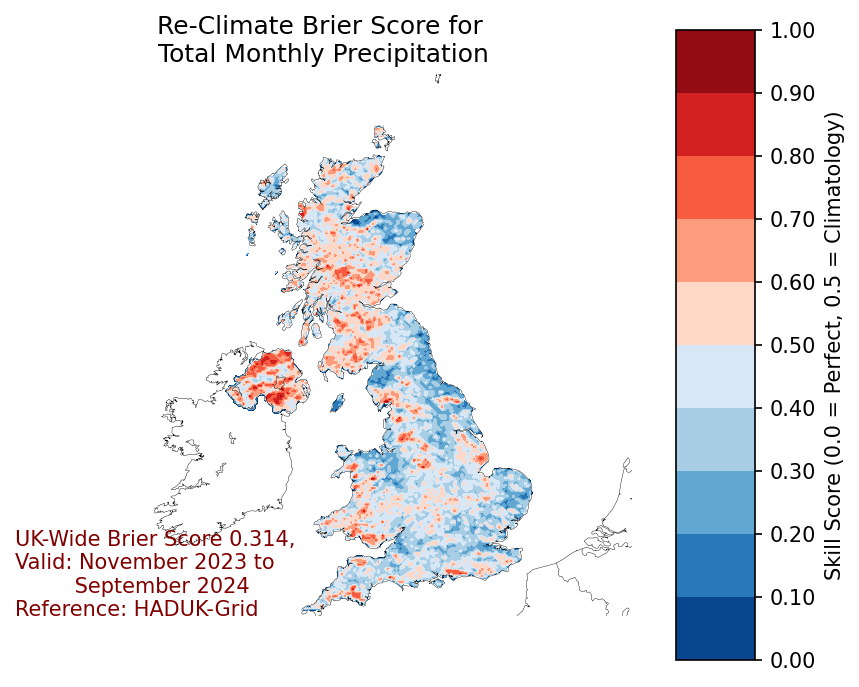 Re-Climate Brier Score for
Total Monthly Precipitation
UK-Wide Brier Score 0.314,
Valid: November 2023 to
September 2024
Reference: HADUK-Grid
1.00
0.90
0.80
0.70
0.60
0.50
0.40
0.30
0.20
0.10
0.00
Skill Score (0.0 = Perfect, 0.5 = Climatology)